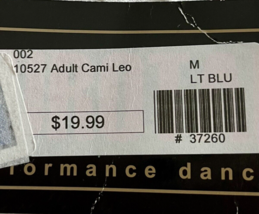 002
10527 Adult Cami Leo
M
LT BLU
$19.99
# 37260
formance danc